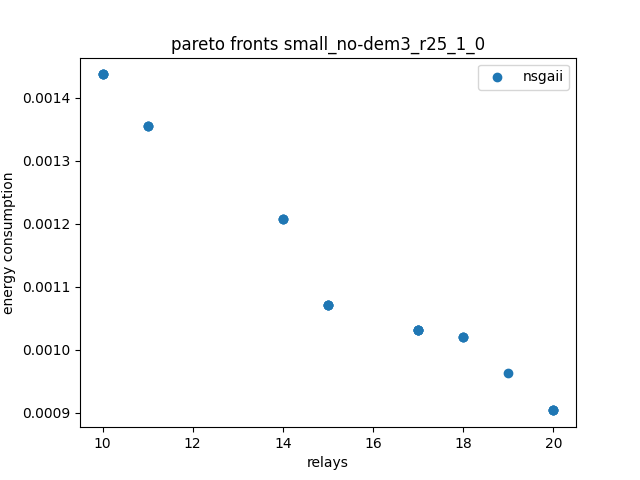 pareto fronts small_no-dem3_r25_1_0
nsgaii
energy consumption
0.0014
0.0013
0.0012
0.0011
0.0010
0.0009
10 12 14 16 18 20
relays